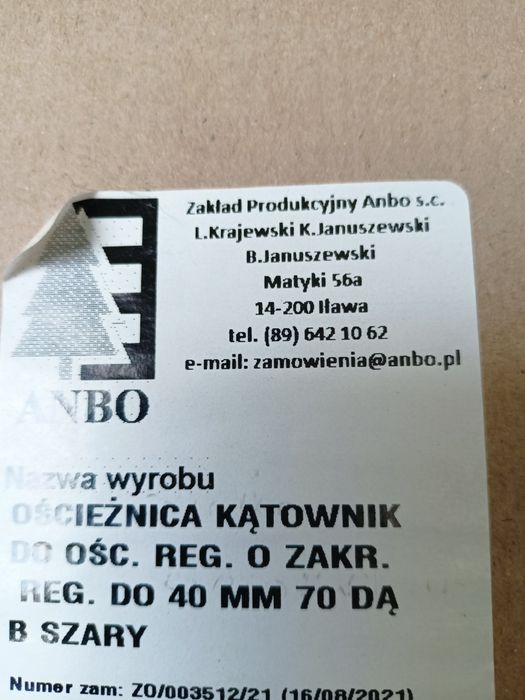 Zakład Produkcyjny Anbo s.c.
L.Krajewski K.Januszewski
B.Januszewski
Matyki 56a
14-200 Iława
tel. (89) 642 10 62
e-mail: zamowienia@anbo.pl
ANBO
Nazwa wyrobu
OŚCIEŻNICA KĄTOWNIK
DO OŚC. REG. O ZAKR.
REG. DO 40 MM 70 DĄ
B SZARY
Numer zam: ZO/003512/21 (16/08/2021)